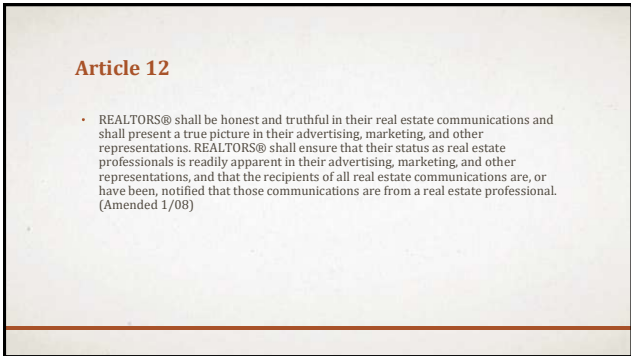 Article 12
• REALTORS® shall be honest and truthful in their real estate communications and
shall present a true picture in their advertising, marketing, and other
representations. REALTORS® shall ensure that their status as real estate
professionals is readily apparent in their advertising, marketing, and other
representations, and that the recipients of all real estate communications are, or
have been, notified that those communications are from a real estate professional.
(Amended 1/08)